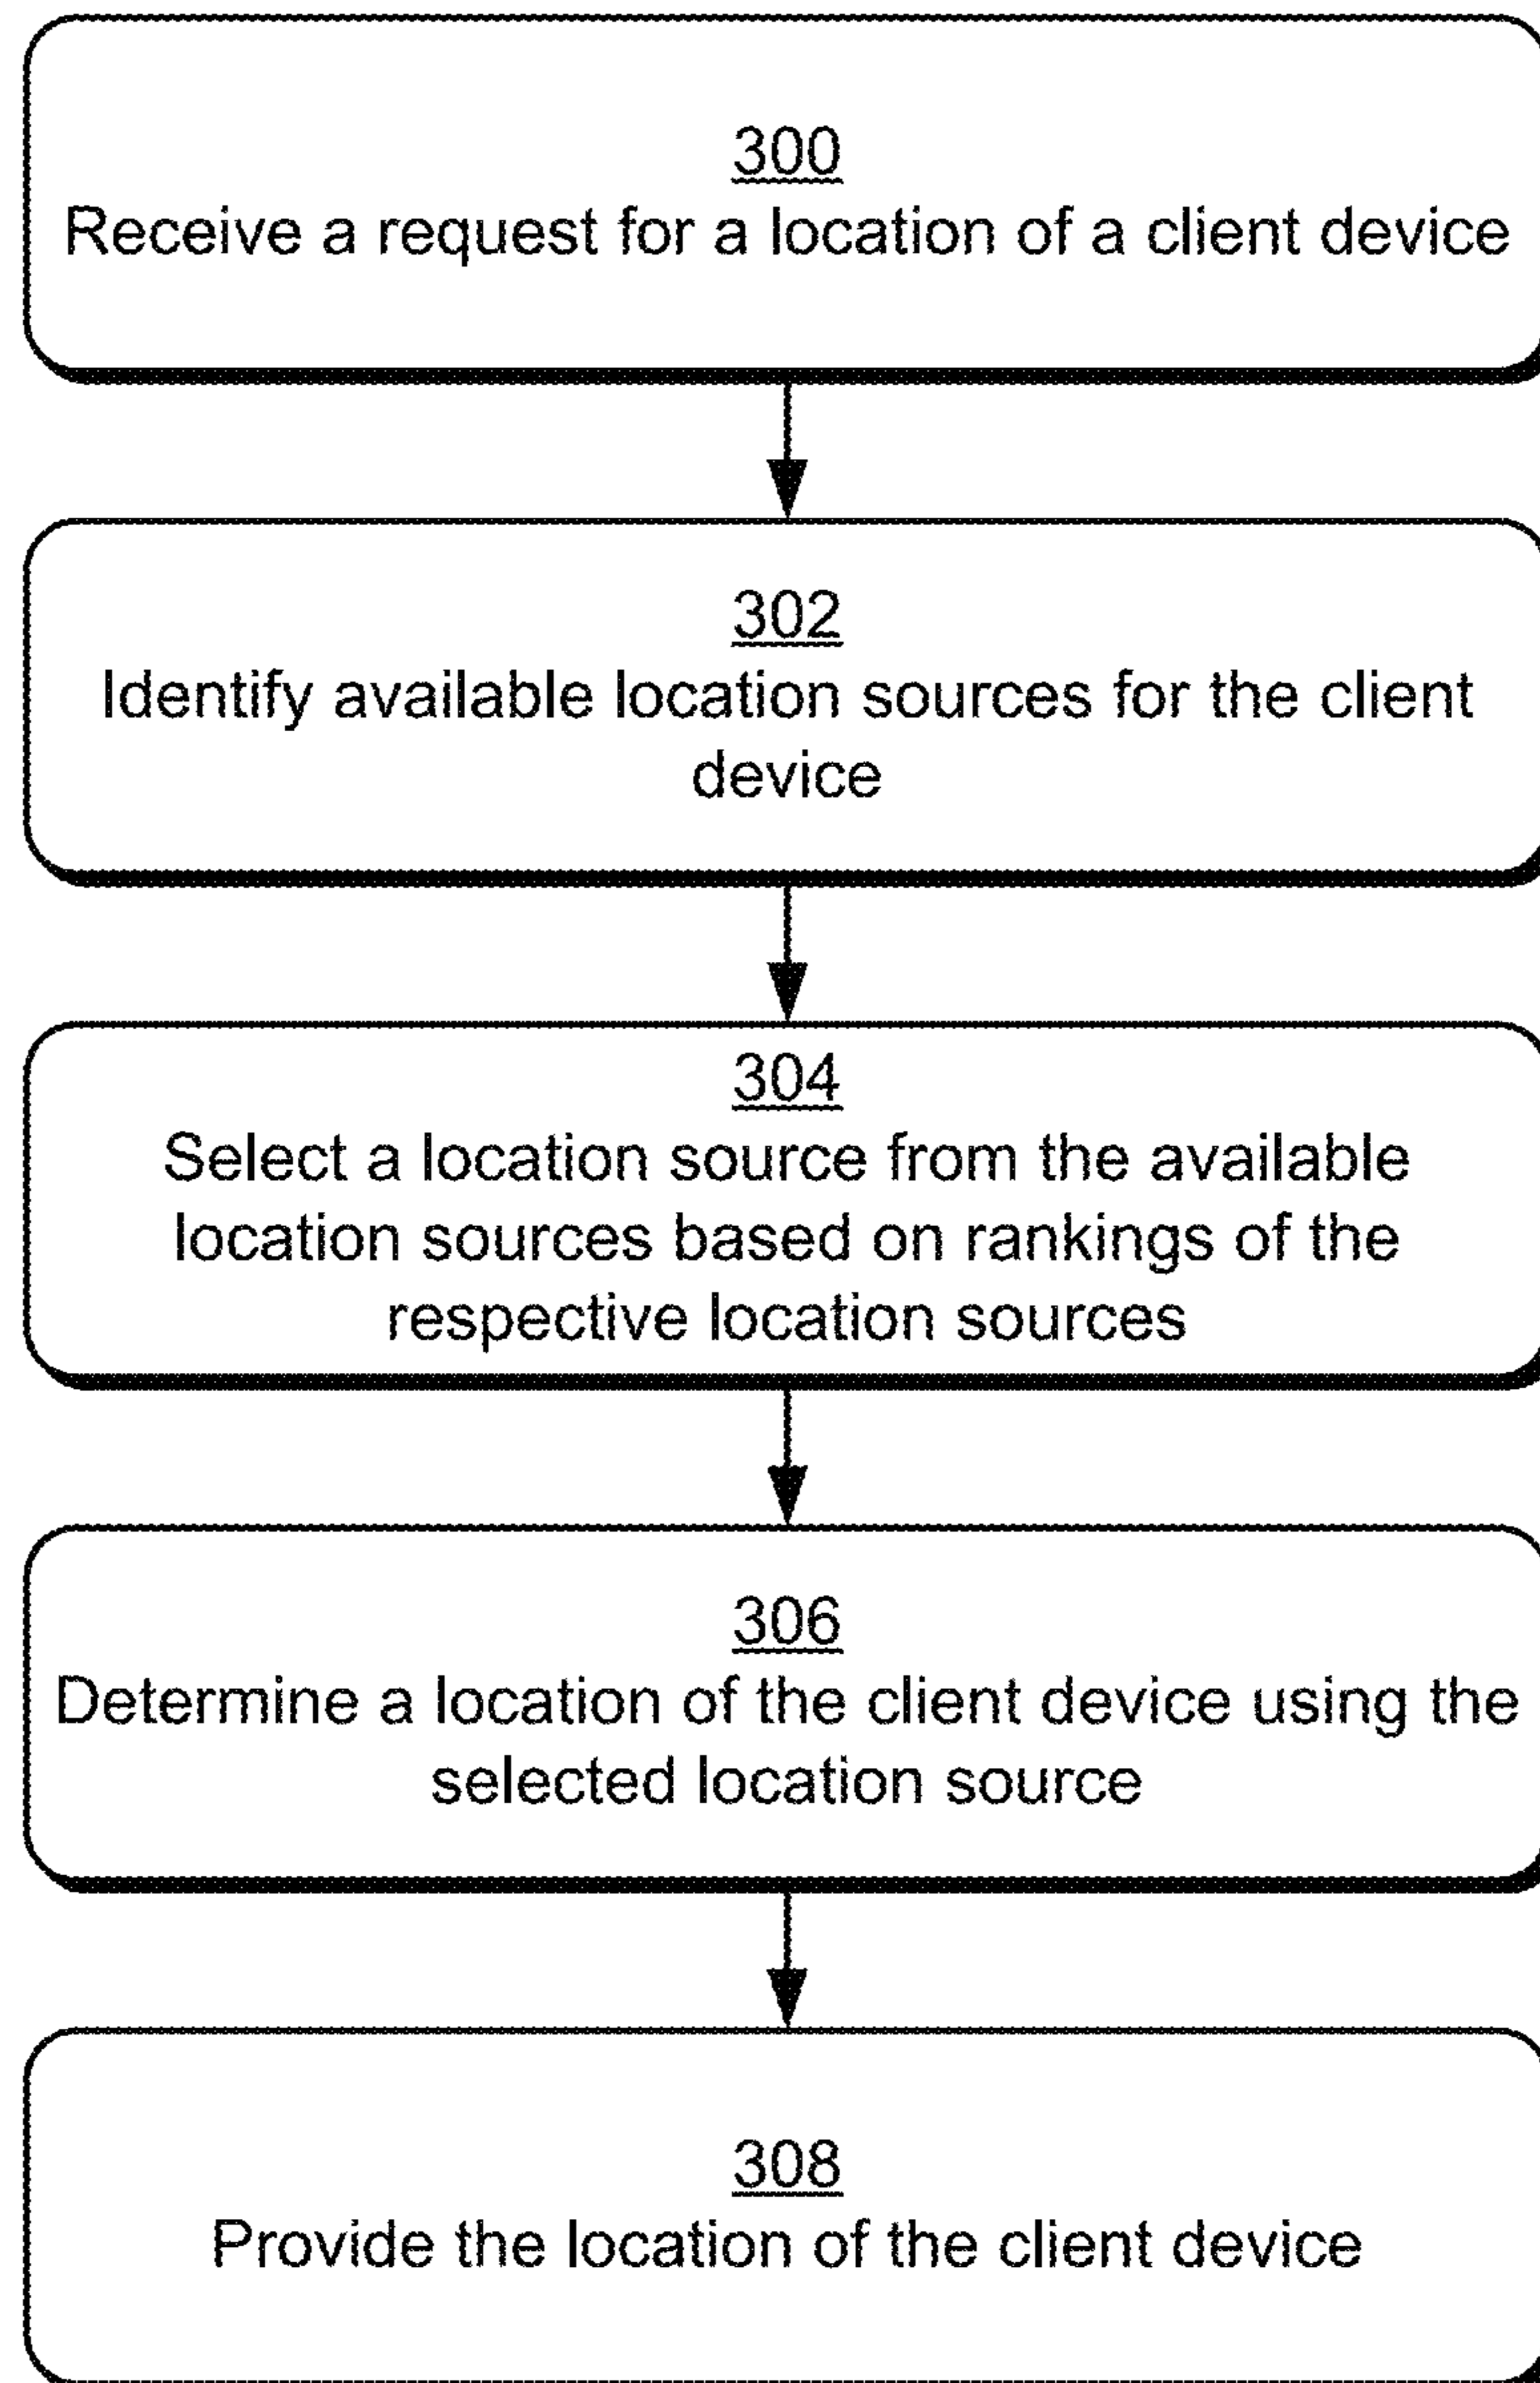 300
Receive a request for a location of a client device
302
Identify available location sources for the client
device
304
Select a location source from the available
location sources based on rankings of the
respective location sources
306
Determine a location of the client device using the
selected location source
308
Provide the location of the client device